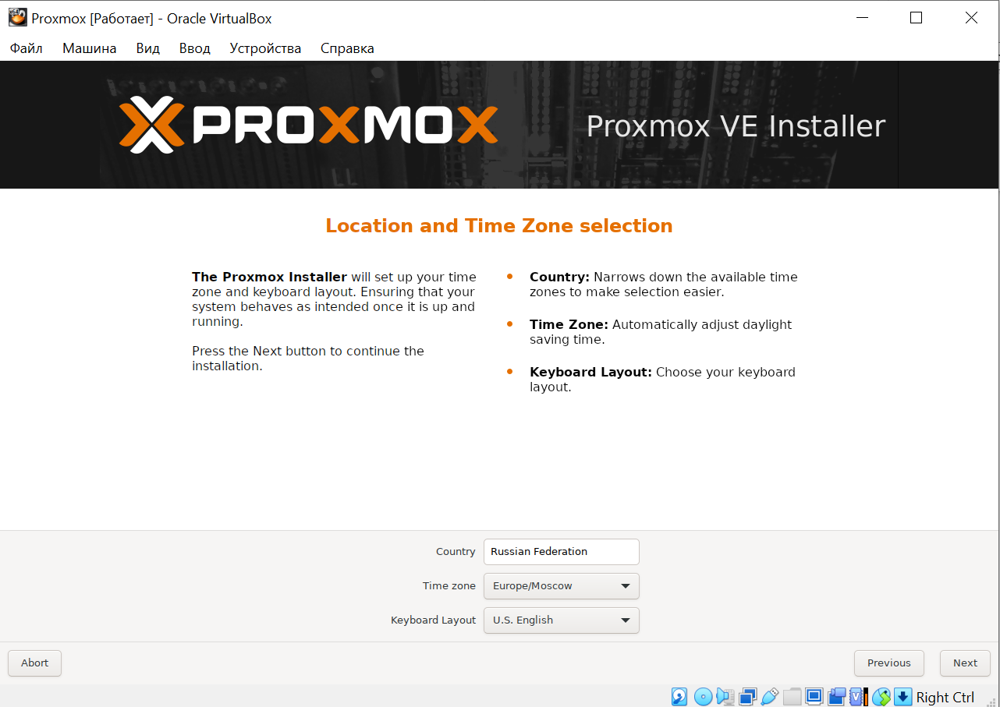 Proxmox [Работает] - Oracle VirtualBox
Файл Машина Вид Ввод Устройства Справка
PROXMOX
Proxmox VE Installer
Location and Time Zone selection
The Proxmox Installer will set up your time
zone and keyboard layout. Ensuring that your
system behaves as intended once it is up and
running.
Press the Next button to continue the
installation.
Country: Narrows down the available time
zones to make selection easier.
Time Zone: Automatically adjust daylight
saving time.
Keyboard Layout: Choose your keyboard
layout.
Country Russian Federation
Time zone Europe/Moscow
Keyboard Layout U.S. English
Abort Previous Next
Right Ctrl